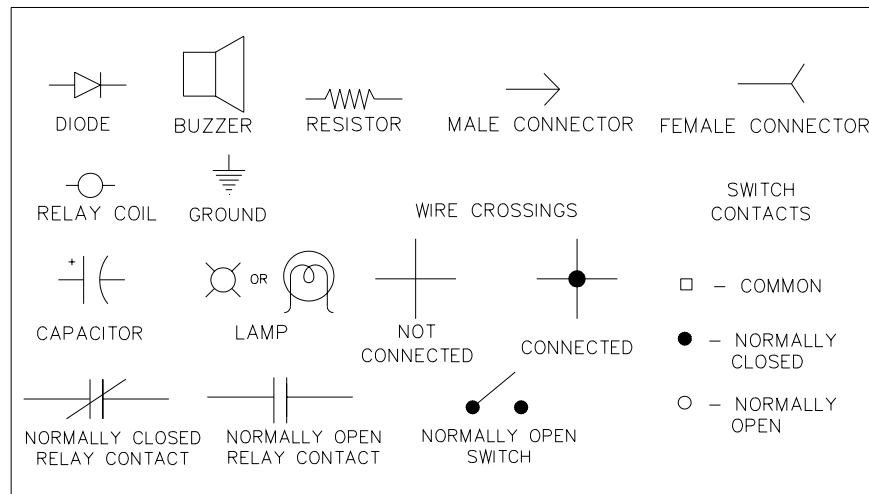 DIODE
BUZZER
RESISTOR
MALE CONNECTOR
FEMALE CONNECTOR
RELAY COIL
GROUND
WIRE CROSSINGS
SWITCH
CONTACTS
+
CAPACITOR
OR
LAMP
NOT
CONNECTED
CONNECTED
– COMMON
– NORMALLY
CLOSED
– NORMALLY
OPEN
NORMALLY CLOSED
RELAY CONTACT
NORMALLY OPEN
RELAY CONTACT
NORMALLY OPEN
SWITCH